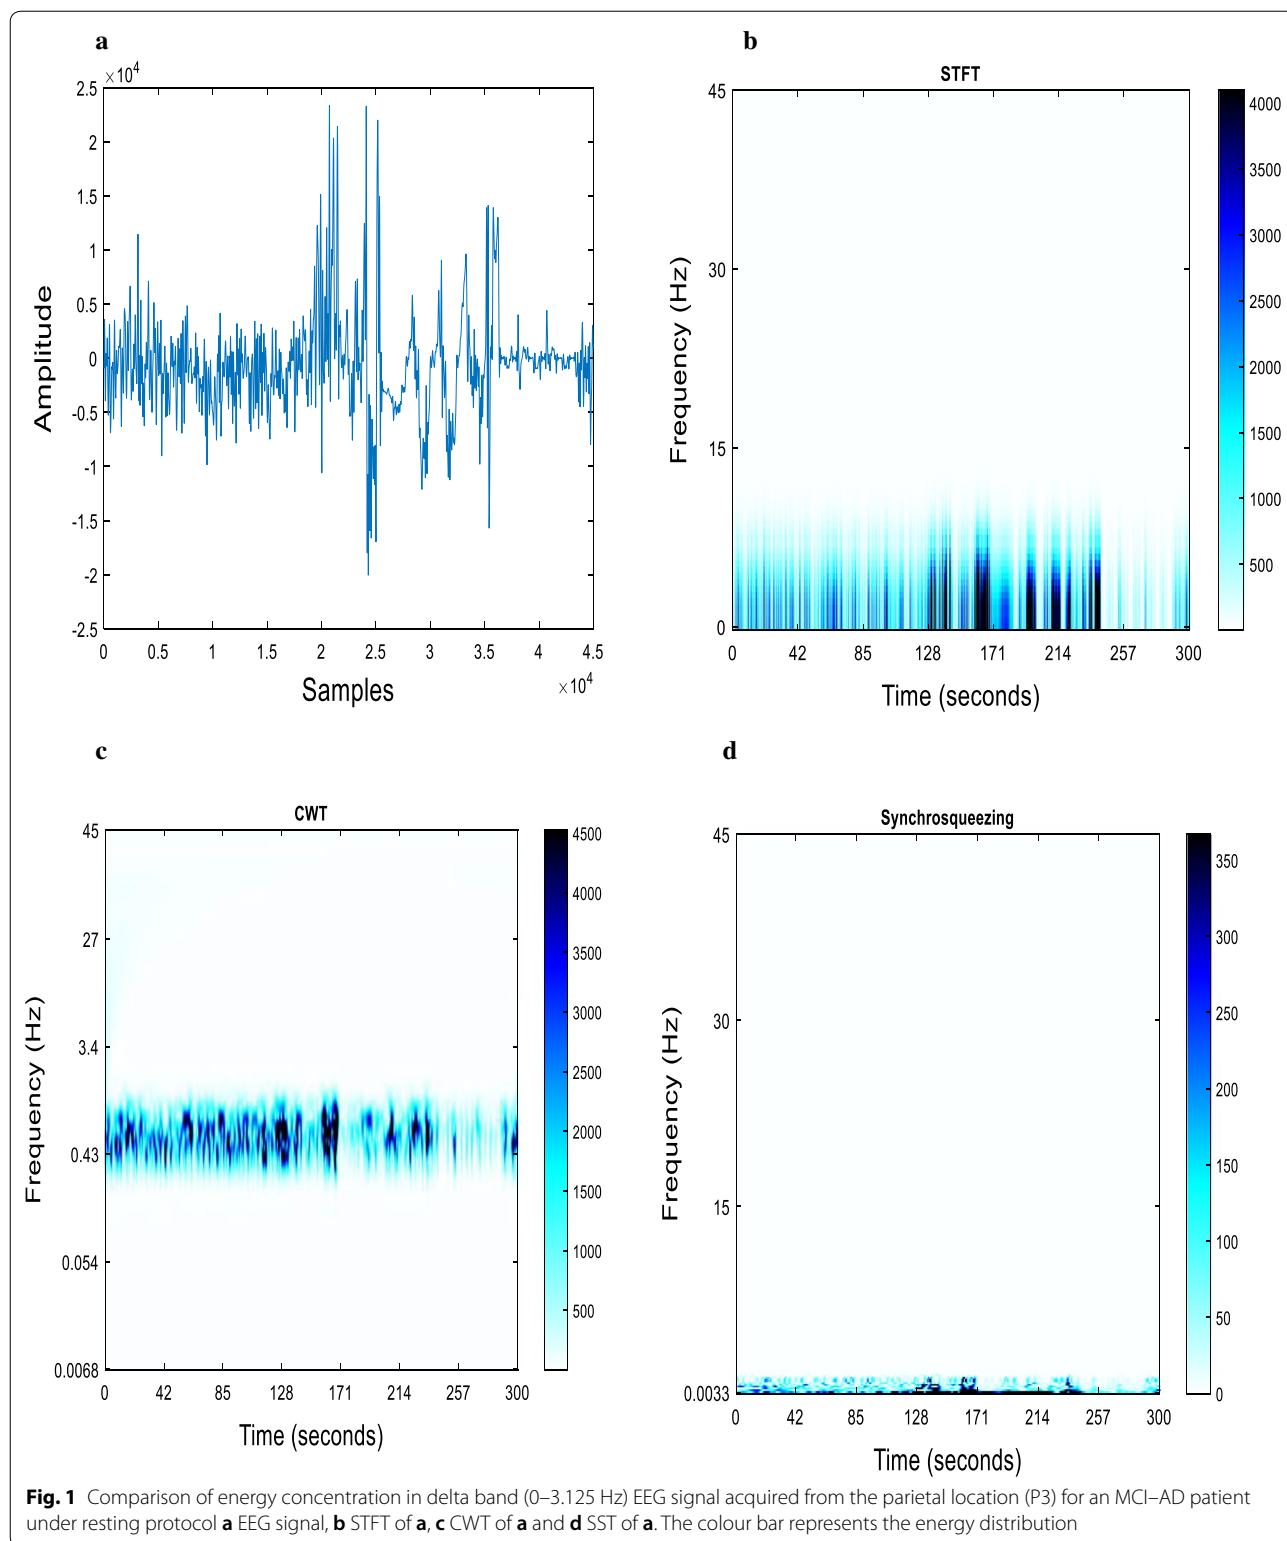 a
×10⁴
2.5
2
1.5
1
0.5
0
-0.5
-1
-1.5
-2
-2.5
Amplitude
0 0.5 1 1.5 2 2.5 3 3.5 4 4.5
Samples
×10⁴
b
STFT
45
30
15
0
Frequency (Hz)
0 42 85 128 171 214 257 300
Time (seconds)
4000
3500
3000
2500
2000
1500
1000
500
c
CWT
45
27
3.4
0.43
0.054
0.0068
Frequency (Hz)
0 42 85 128 171 214 257 300
Time (seconds)
4500
4000
3500
3000
2500
2000
1500
1000
500
d
Synchrosqueezing
45
30
15
0.0033
Frequency (Hz)
0 42 85 128 171 214 257 300
Time (seconds)
350
300
250
200
150
100
50
0
Fig. 1 Comparison of energy concentration in delta band (0–3.125 Hz) EEG signal acquired from the parietal location (P3) for an MCI–AD patient
under resting protocol a EEG signal, b STFT of a, c CWT of a and d SST of a. The colour bar represents the energy distribution